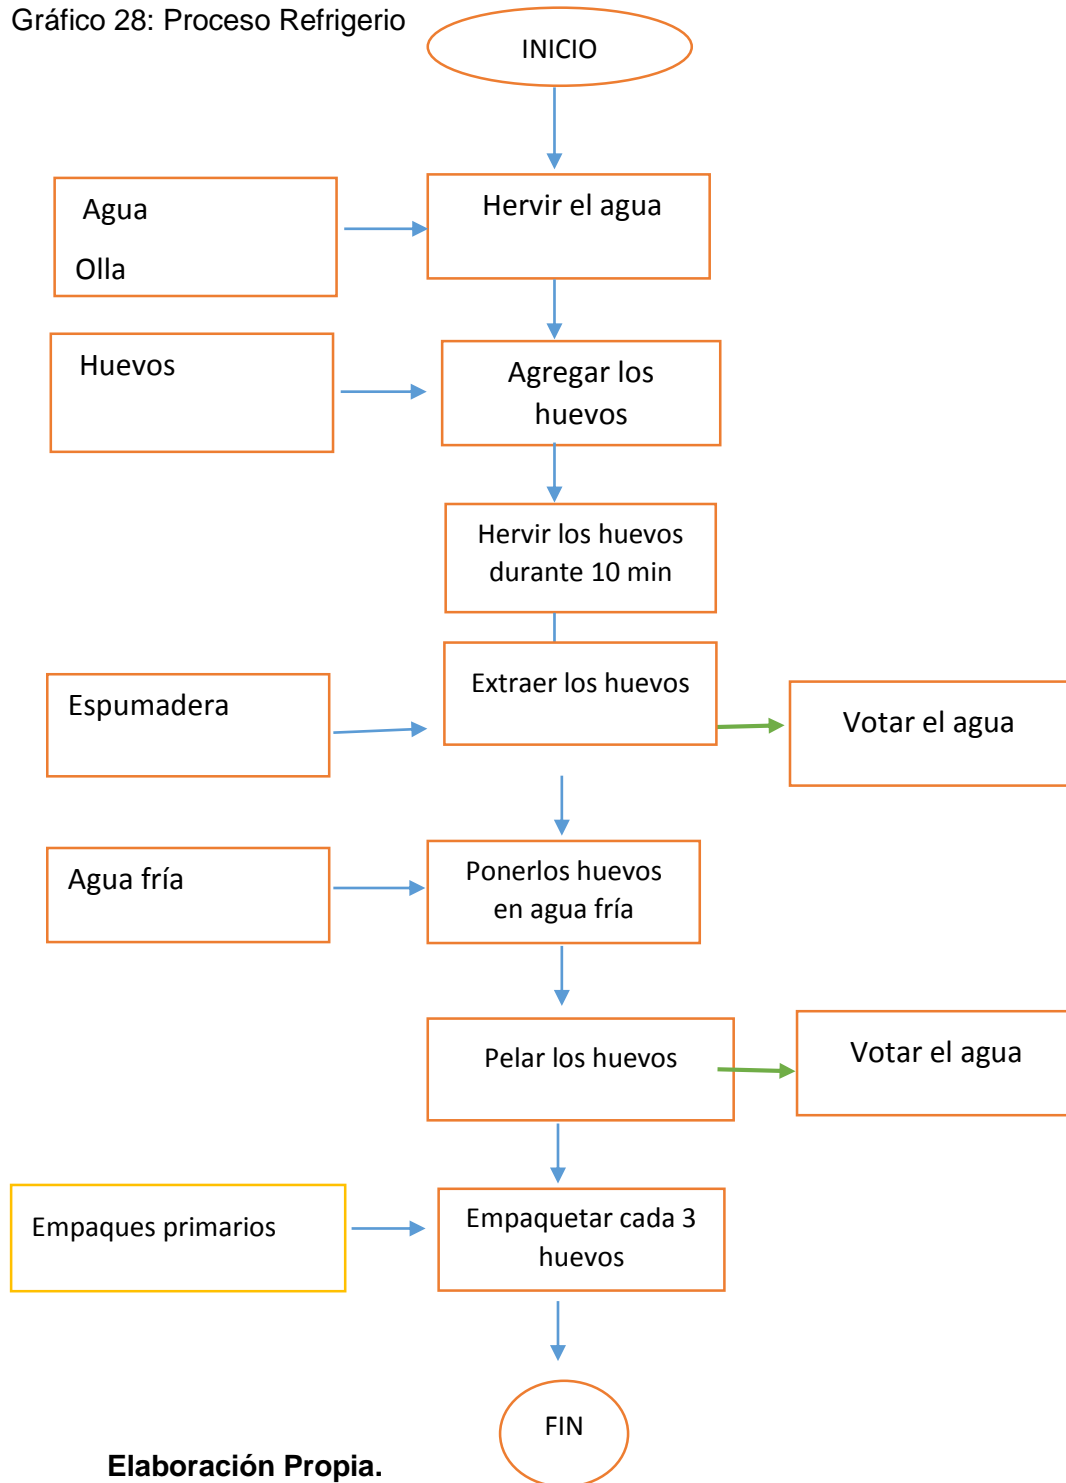 Gráfico 28: Proceso Refrigerio
INICIO
Agua
Olla
Hervir el agua
Huevos
Agregar los
huevos
Hervir los huevos
durante 10 min
Espumadera
Extraer los huevos
Votar el agua
Agua fría
Ponerlos huevos
en agua fría
Pelar los huevos
Votar el agua
Empaques primarios
Empaquetar cada 3
huevos
FIN
Elaboración Propia.